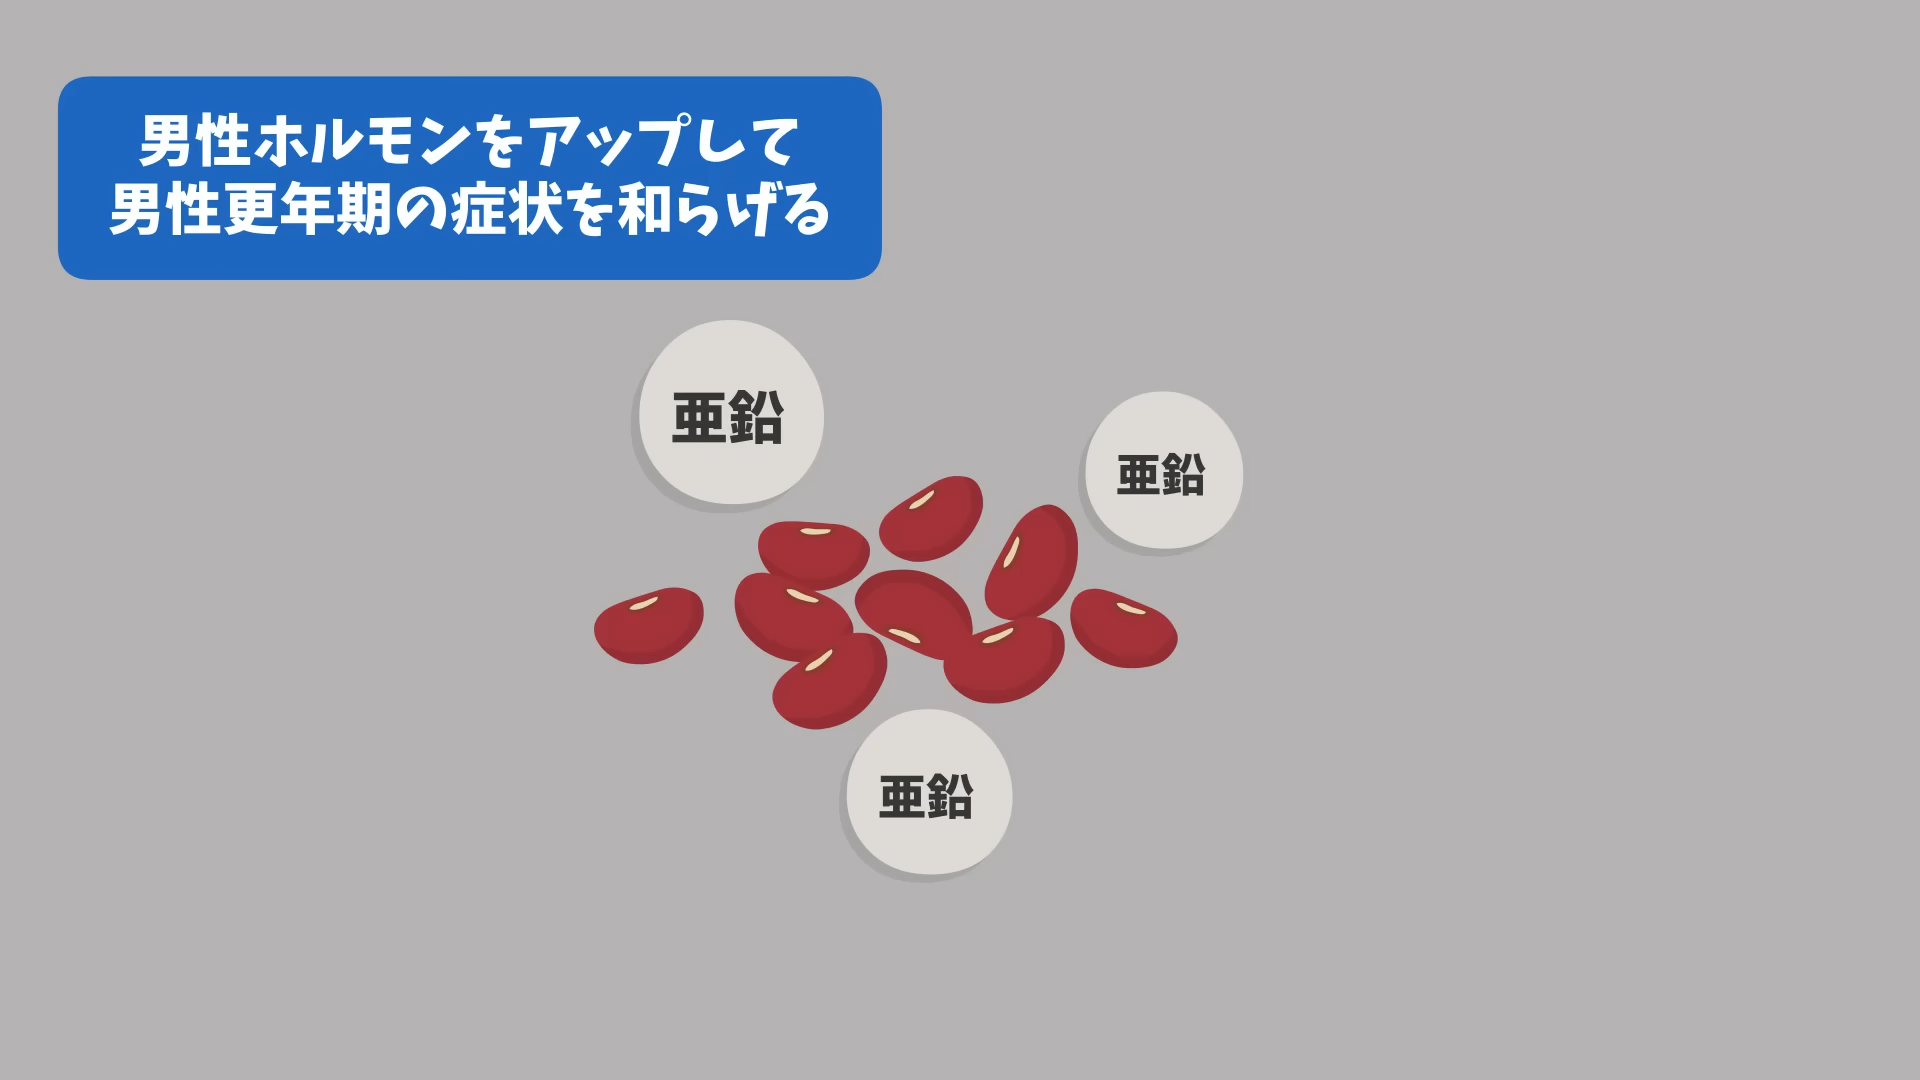 男性ホルモンをアップして
男性更年期の症状を和らげる
亜鉛
亜鉛
亜鉛